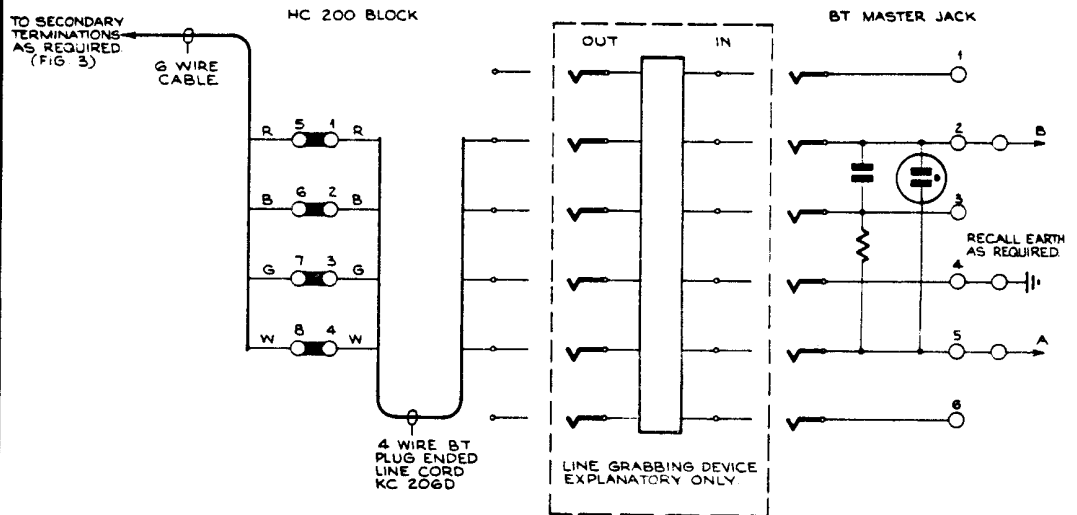 HC 200 BLOCK
BT MASTER JACK
TO SECONDARY
TERMINATIONS
AS REQUIRED.
(FIG 3)
6 WIRE
CABLE
OUT
IN
1
R 5 1 R
2
B
B 6 2 B
3
RECALL EARTH
AS REQUIRED.
G 7 3 G
4
W 8 4 W
5
A
6
4 WIRE BT
PLUG ENDED
LINE CORD
KC 206D
LINE GRABBING DEVICE
EXPLANATORY ONLY.